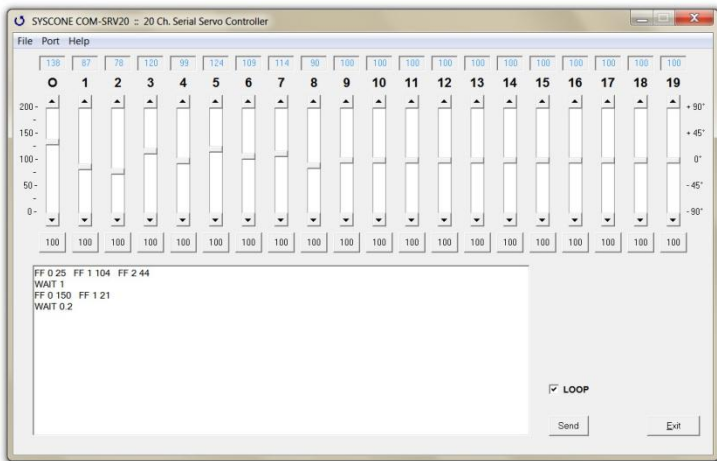 SYSCONE COM-SRV20 :: 20 Ch. Serial Servo Controller
File Port Help
138 87 78 120 99 124 109 114 90 100 100 100 100 100 100 100 100 100 100 100
0 1 2 3 4 5 6 7 8 9 10 11 12 13 14 15 16 17 18 19
200 - + 90°
150 - + 45°
100 - 0°
50 - - 45°
0 - - 90°
100 100 100 100 100 100 100 100 100 100 100 100 100 100 100 100 100 100 100 100
FF 0 25 FF 1 104 FF 2 44
WAIT 1
FF 0 150 FF 1 21
WAIT 0.2
LOOP
Send Exit